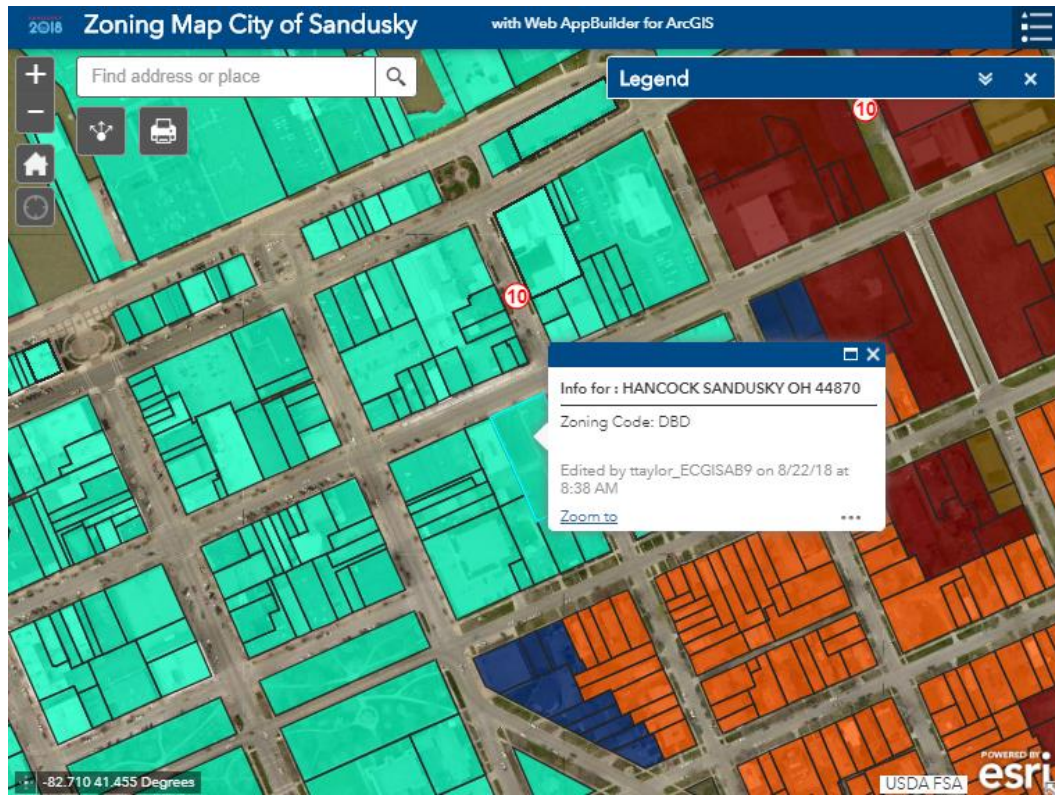 2018
Zoning Map City of Sandusky
with Web AppBuilder for ArcGIS
+
Find address or place
Legend
−
10
10
Info for : HANCOCK SANDUSKY OH 44870
Zoning Code: DBD
Edited by ttaylor_ECGISAB9 on 8/22/18 at
8:38 AM
Zoom to
-82.710 41.455 Degrees
USDA FSA
POWERED BY
esri